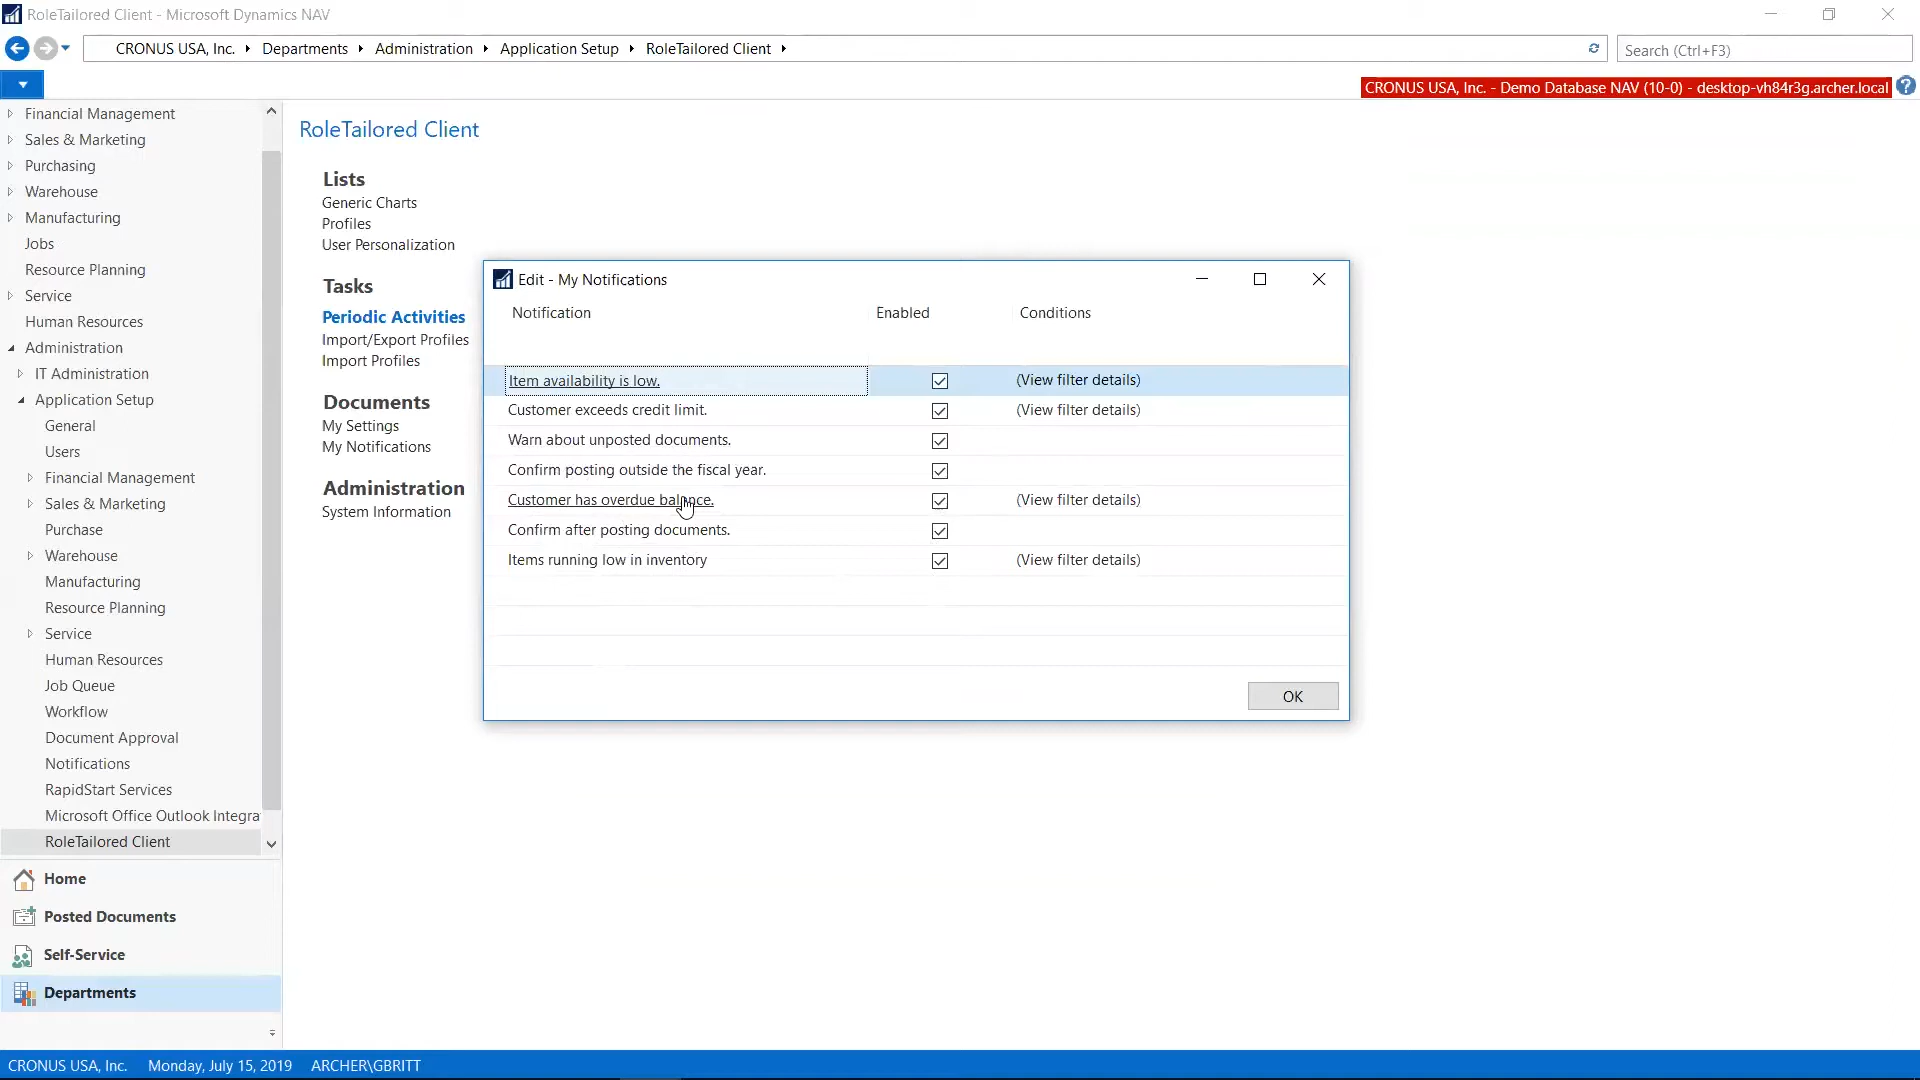 RoleTailored Client - Microsoft Dynamics NAV
CRONUS USA, Inc. Departments Administration Application Setup RoleTailored Client
Search (Ctrl+F3)
CRONUS USA, Inc. - Demo Database NAV (10-0) - desktop-vh84r3g.archer.local
Financial Management
Sales & Marketing
Purchasing
Warehouse
Manufacturing
Jobs
Resource Planning
Service
Human Resources
Administration
IT Administration
Application Setup
General
Users
Financial Management
Sales & Marketing
Purchase
Warehouse
Manufacturing
Resource Planning
Service
Human Resources
Job Queue
Workflow
Document Approval
Notifications
RapidStart Services
Microsoft Office Outlook Integra
RoleTailored Client
Home
Posted Documents
Self-Service
Departments
RoleTailored Client
Lists
Generic Charts
Profiles
User Personalization
Tasks
Periodic Activities
Import/Export Profiles
Import Profiles
Documents
My Settings
My Notifications
Administration
System Information
Edit - My Notifications
Notification Enabled Conditions
Item availability is low. (View filter details)
Customer exceeds credit limit. (View filter details)
Warn about unposted documents.
Confirm posting outside the fiscal year.
Customer has overdue balance. (View filter details)
Confirm after posting documents.
Items running low in inventory (View filter details)
OK
CRONUS USA, Inc. Monday, July 15, 2019 ARCHER\GBRITT